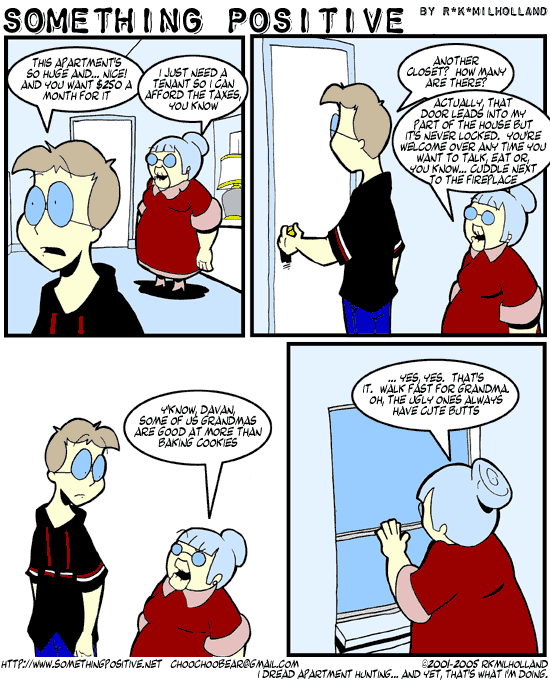 SOMETHING POSITIVE BY R*K*MILHOLLAND
THIS APARTMENT'S
SO HUGE AND... NICE!
AND YOU WANT $250 A
MONTH FOR IT
I JUST NEED A
TENANT SO I CAN
AFFORD THE TAXES,
YOU KNOW
ANOTHER
CLOSET? HOW MANY
ARE THERE?
ACTUALLY, THAT
DOOR LEADS INTO MY
PART OF THE HOUSE BUT
IT'S NEVER LOCKED. YOU'RE
WELCOME OVER ANY TIME YOU
WANT TO TALK, EAT OR,
YOU KNOW... CUDDLE NEXT
TO THE FIREPLACE
Y'KNOW, DAVAN,
SOME OF US GRANDMAS
ARE GOOD AT MORE THAN
BAKING COOKIES
... YES, YES. THAT'S
IT. WALK FAST FOR GRANDMA.
OH, THE UGLY ONES ALWAYS
HAVE CUTE BUTTS
HTTP://WWW.SOMETHINGPOSITIVE.NET CHOOCHOOBEAR@GMAIL.COM ©2001-2005 RKMILHOLLAND
I DREAD APARTMENT HUNTING... AND YET, THAT'S WHAT I'M DOING.